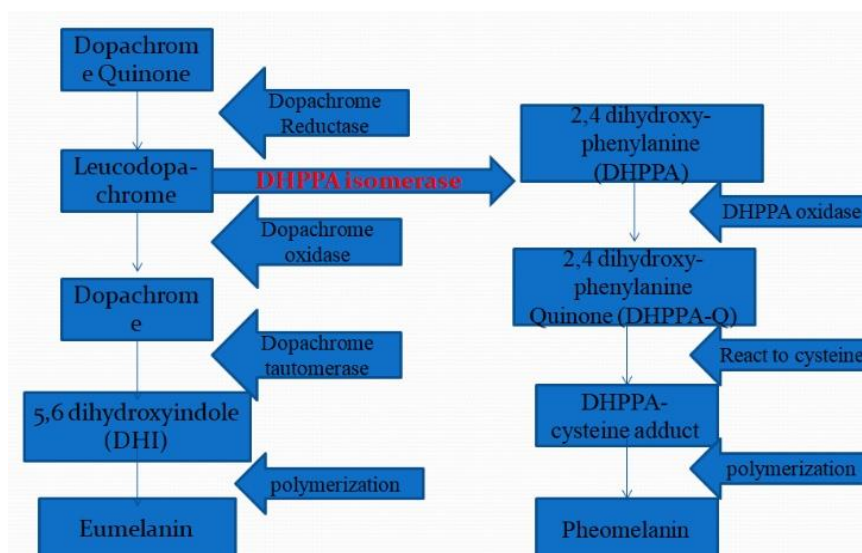 Dopachrom
e Quinone
Dopachrome
Reductase
Leucodopa-
chrome
DHPPA isomerase
Dopachrome
oxidase
Dopachrom
e
Dopachrome
tautomerase
5,6 dihydroxyindole
(DHI)
polymerization
Eumelanin
2,4 dihydroxy-
phenylanine
(DHPPA)
DHPPA oxidase
2,4 dihydroxy-
phenylanine
Quinone (DHPPA-Q)
React to cysteine
DHPPA-
cysteine adduct
polymerization
Pheomelanin